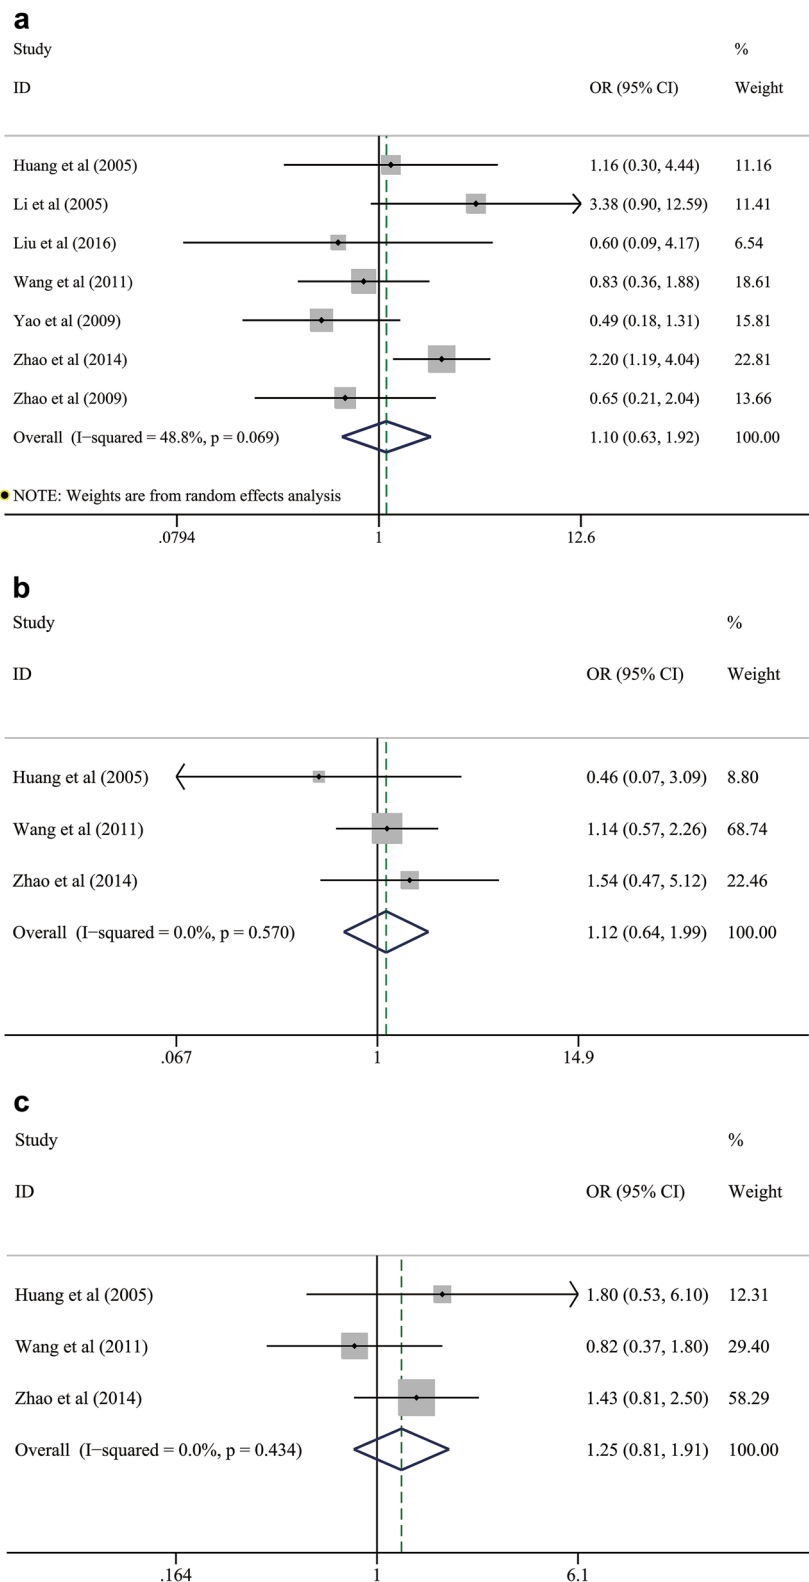 a
Study %
ID OR (95% CI) Weight
Huang et al (2005) 1.16 (0.30, 4.44) 11.16
Li et al (2005) 3.38 (0.90, 12.59) 11.41
Liu et al (2016) 0.60 (0.09, 4.17) 6.54
Wang et al (2011) 0.83 (0.36, 1.88) 18.61
Yao et al (2009) 0.49 (0.18, 1.31) 15.81
Zhao et al (2014) 2.20 (1.19, 4.04) 22.81
Zhao et al (2009) 0.65 (0.21, 2.04) 13.66
Overall (I−squared = 48.8%, p = 0.069) 1.10 (0.63, 1.92) 100.00
NOTE: Weights are from random effects analysis
.0794 1 12.6
b
Study %
ID OR (95% CI) Weight
Huang et al (2005) 0.46 (0.07, 3.09) 8.80
Wang et al (2011) 1.14 (0.57, 2.26) 68.74
Zhao et al (2014) 1.54 (0.47, 5.12) 22.46
Overall (I−squared = 0.0%, p = 0.570) 1.12 (0.64, 1.99) 100.00
.067 1 14.9
c
Study %
ID OR (95% CI) Weight
Huang et al (2005) 1.80 (0.53, 6.10) 12.31
Wang et al (2011) 0.82 (0.37, 1.80) 29.40
Zhao et al (2014) 1.43 (0.81, 2.50) 58.29
Overall (I−squared = 0.0%, p = 0.434) 1.25 (0.81, 1.91) 100.00
.164 1 6.1